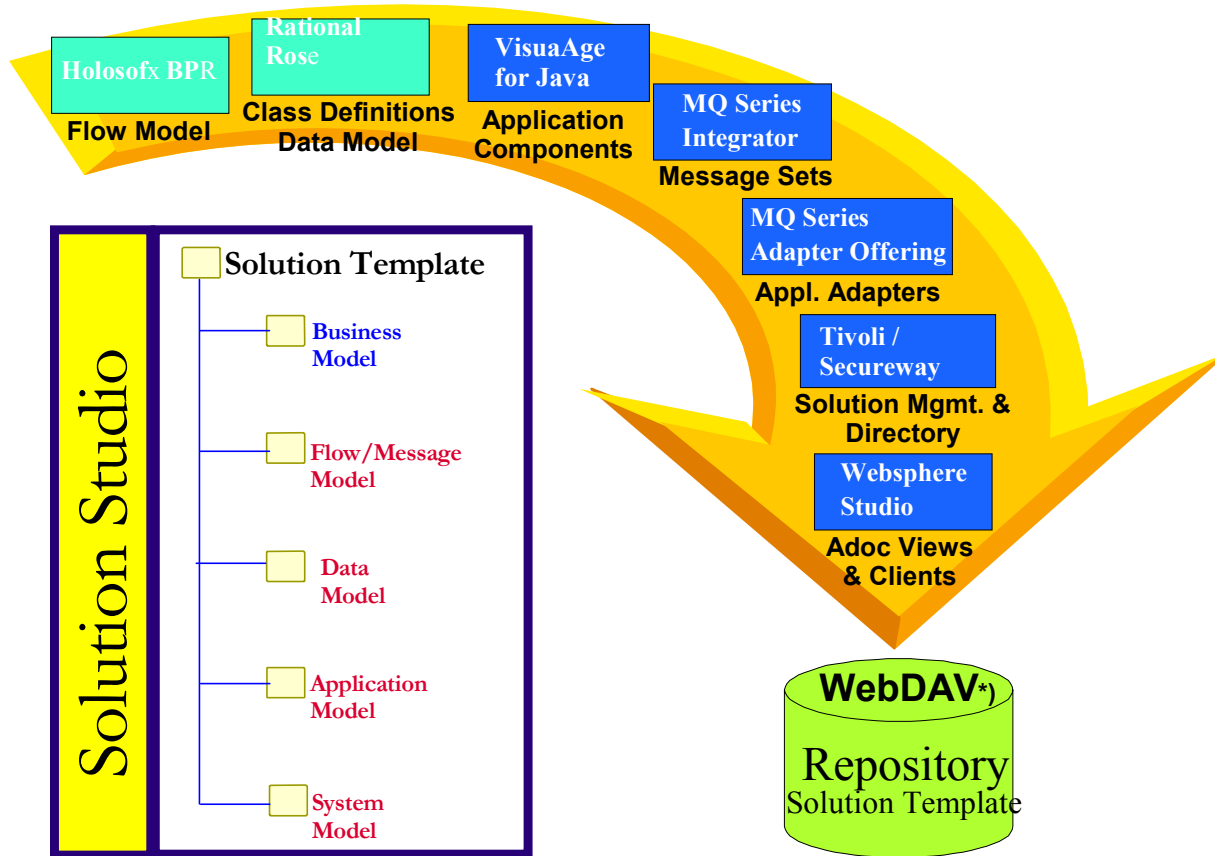 Holosofx BPR
Flow Model
Rational
Rose
Class Definitions
Data Model
VisuaAge
for Java
Application
Components
MQ Series
Integrator
Message Sets
MQ Series
Adapter Offering
Appl. Adapters
Tivoli /
Secureway
Solution Mgmt. &
Directory
Websphere
Studio
Adoc Views
& Clients
WebDAV*)
Repository
Solution Template
Solution Studio
Solution Template
Business
Model
Flow/Message
Model
Data
Model
Application
Model
System
Model